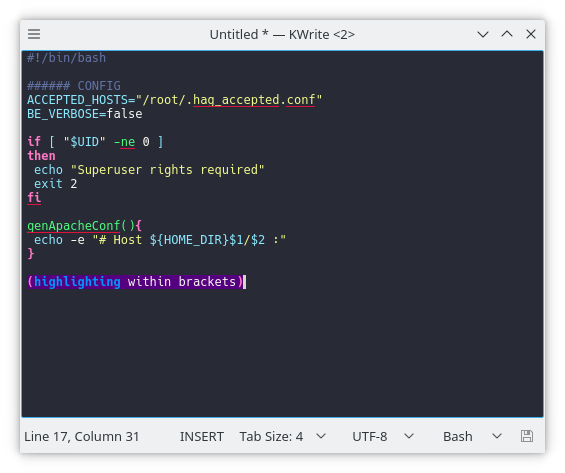 Untitled * — KWrite <2>
#!/bin/bash
###### CONFIG
ACCEPTED_HOSTS="/root/.hag_accepted.conf"
BE_VERBOSE=false
if [ "$UID" -ne 0 ]
then
 echo "Superuser rights required"
 exit 2
fi
genApacheConf(){
 echo -e "# Host ${HOME_DIR}$1/$2 :"
}
(highlighting within brackets)
Line 17, Column 31 INSERT Tab Size: 4 UTF-8 Bash